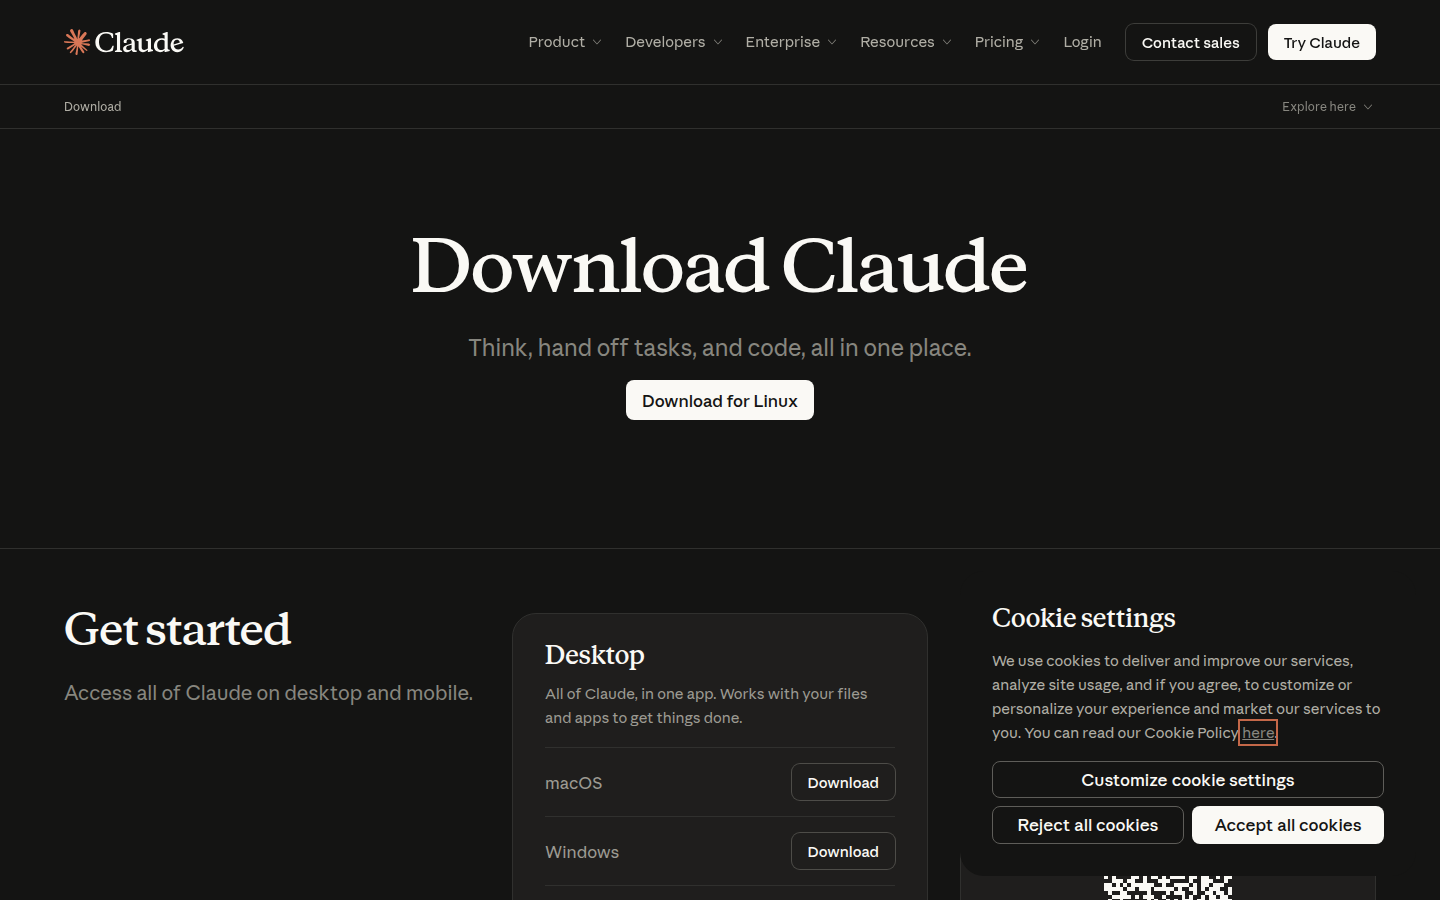 Claude
Product
Developers
Enterprise
Resources
Pricing
Login
Contact sales
Try Claude
Download
Explore here
Download Claude
Think, hand off tasks, and code, all in one place.
Download for Linux
Get started
Access all of Claude on desktop and mobile.
Desktop
All of Claude, in one app. Works with your files
and apps to get things done.
macOS
Download
Windows
Download
Cookie settings
We use cookies to deliver and improve our services,
analyze site usage, and if you agree, to customize or
personalize your experience and market our services to
you. You can read our Cookie Policy here.
Customize cookie settings
Reject all cookies
Accept all cookies